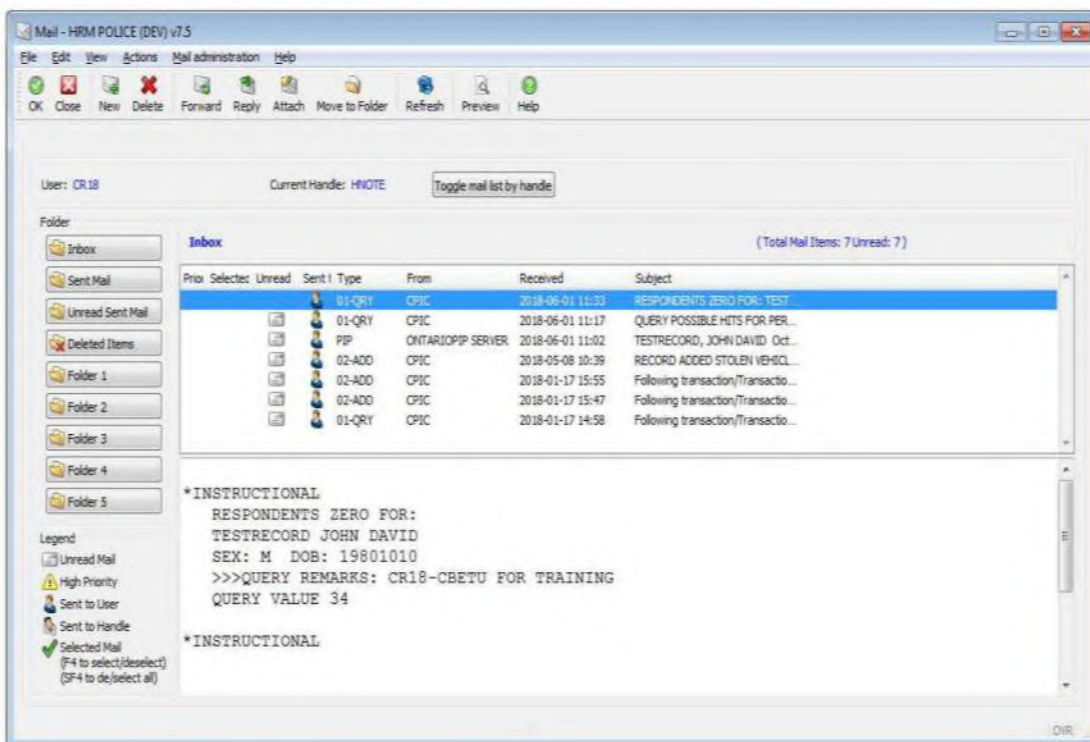 Mail - HRM POLICE (DEV) v7.5
File Edit View Actions Mail administration Help
OK Close New Delete Forward Reply Attach Move to Folder Refresh Preview Help
User: CR18 Current Handle: HNOTE Toggle mail list by handle
Folder
Inbox
Sent Mail
Unread Sent Mail
Deleted Items
Folder 1
Folder 2
Folder 3
Folder 4
Folder 5
Legend
Unread Mail
High Priority
Sent to User
Sent to Handle
Selected Mail
(F4 to select/deselect)
(SF4 to de/select all)
Inbox (Total Mail Items: 7 Unread: 7)
Prior Selectec Unread Sent I Type From Received Subject
01-QRY CPIC 2018-06-01 11:33 RESPONDENTS ZERO FOR: TEST...
01-QRY CPIC 2018-06-01 11:17 QUERY POSSIBLE HITS FOR PER...
PIP ONTARIOPIP SERVER 2018-06-01 11:02 TESTRECORD, JOHN DAVID Oct...
02-ADD CPIC 2018-05-08 10:39 RECORD ADDED STOLEN VEHICL...
02-ADD CPIC 2018-01-17 15:55 Following transaction/Transactio...
02-ADD CPIC 2018-01-17 15:47 Following transaction/Transactio...
01-QRY CPIC 2018-01-17 14:58 Following transaction/Transactio...
*INSTRUCTIONAL
RESPONDENTS ZERO FOR:
TESTRECORD JOHN DAVID
SEX: M DOB: 19801010
>>>QUERY REMARKS: CR18-CBETU FOR TRAINING
QUERY VALUE 34
*INSTRUCTIONAL
OVR